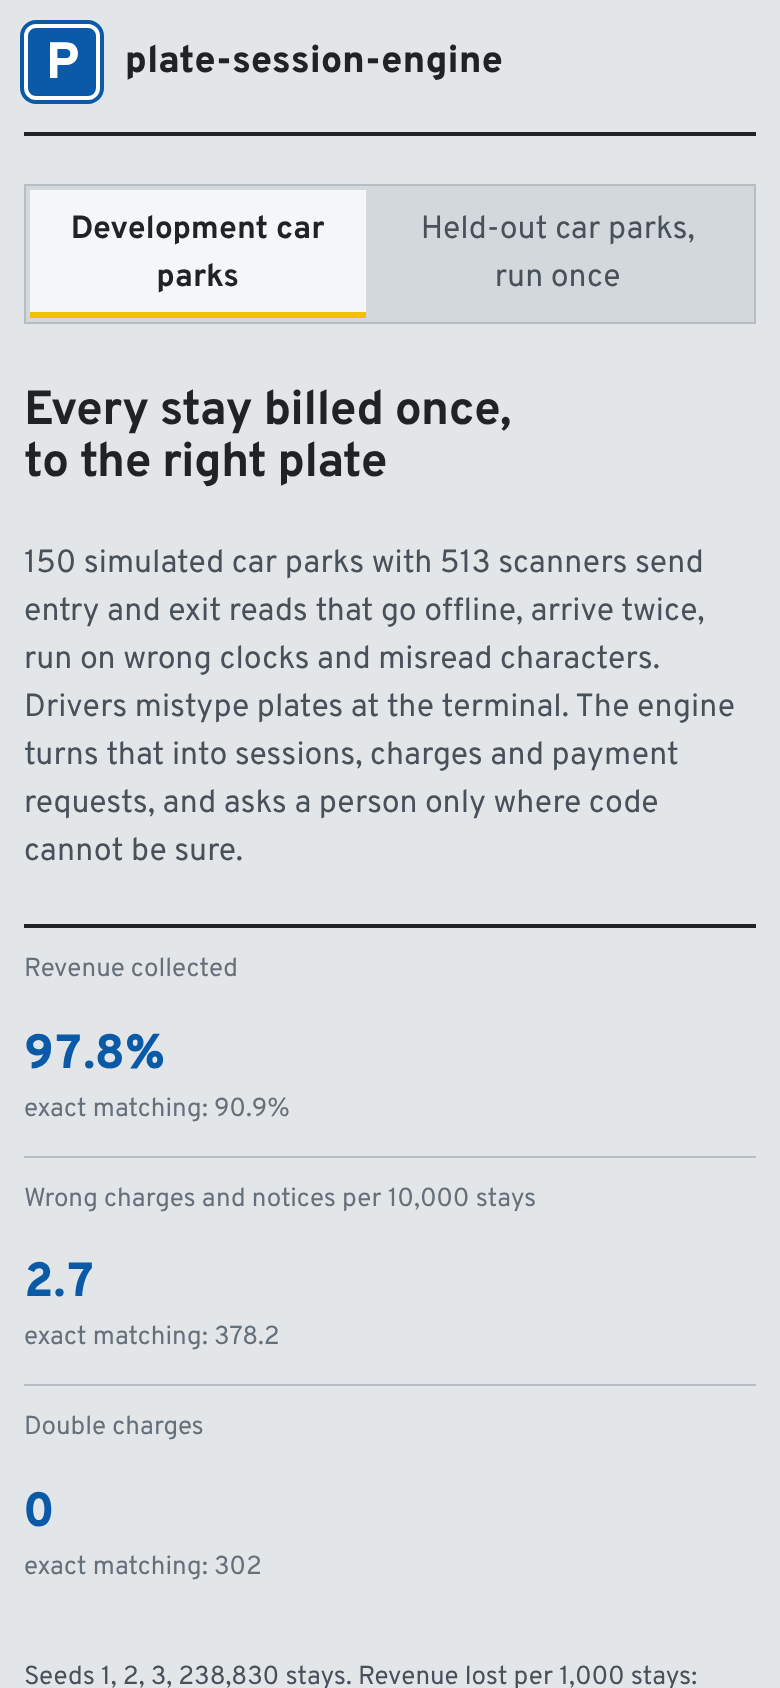 P plate-session-engine
Development car
parks
Held-out car parks,
run once
Every stay billed once,
to the right plate
150 simulated car parks with 513 scanners send
entry and exit reads that go offline, arrive twice,
run on wrong clocks and misread characters.
Drivers mistype plates at the terminal. The engine
turns that into sessions, charges and payment
requests, and asks a person only where code
cannot be sure.
Revenue collected
97.8%
exact matching: 90.9%
Wrong charges and notices per 10,000 stays
2.7
exact matching: 378.2
Double charges
0
exact matching: 302
Seeds 1, 2, 3, 238,830 stays. Revenue lost per 1,000 stays: